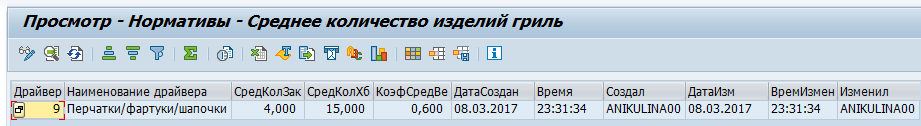 Просмотр - Нормативы - Среднее количество изделий гриль
Драйвер Наименование драйвера СредКолЗак СредКолХб КоэфСредВе ДатаСоздан Время Создал ДатаИзм ВремИзмен Изменил
9 Перчатки/фартуки/шапочки 4,000 15,000 0,600 08.03.2017 23:31:34 ANIKULINA00 08.03.2017 23:31:34 ANIKULINA00